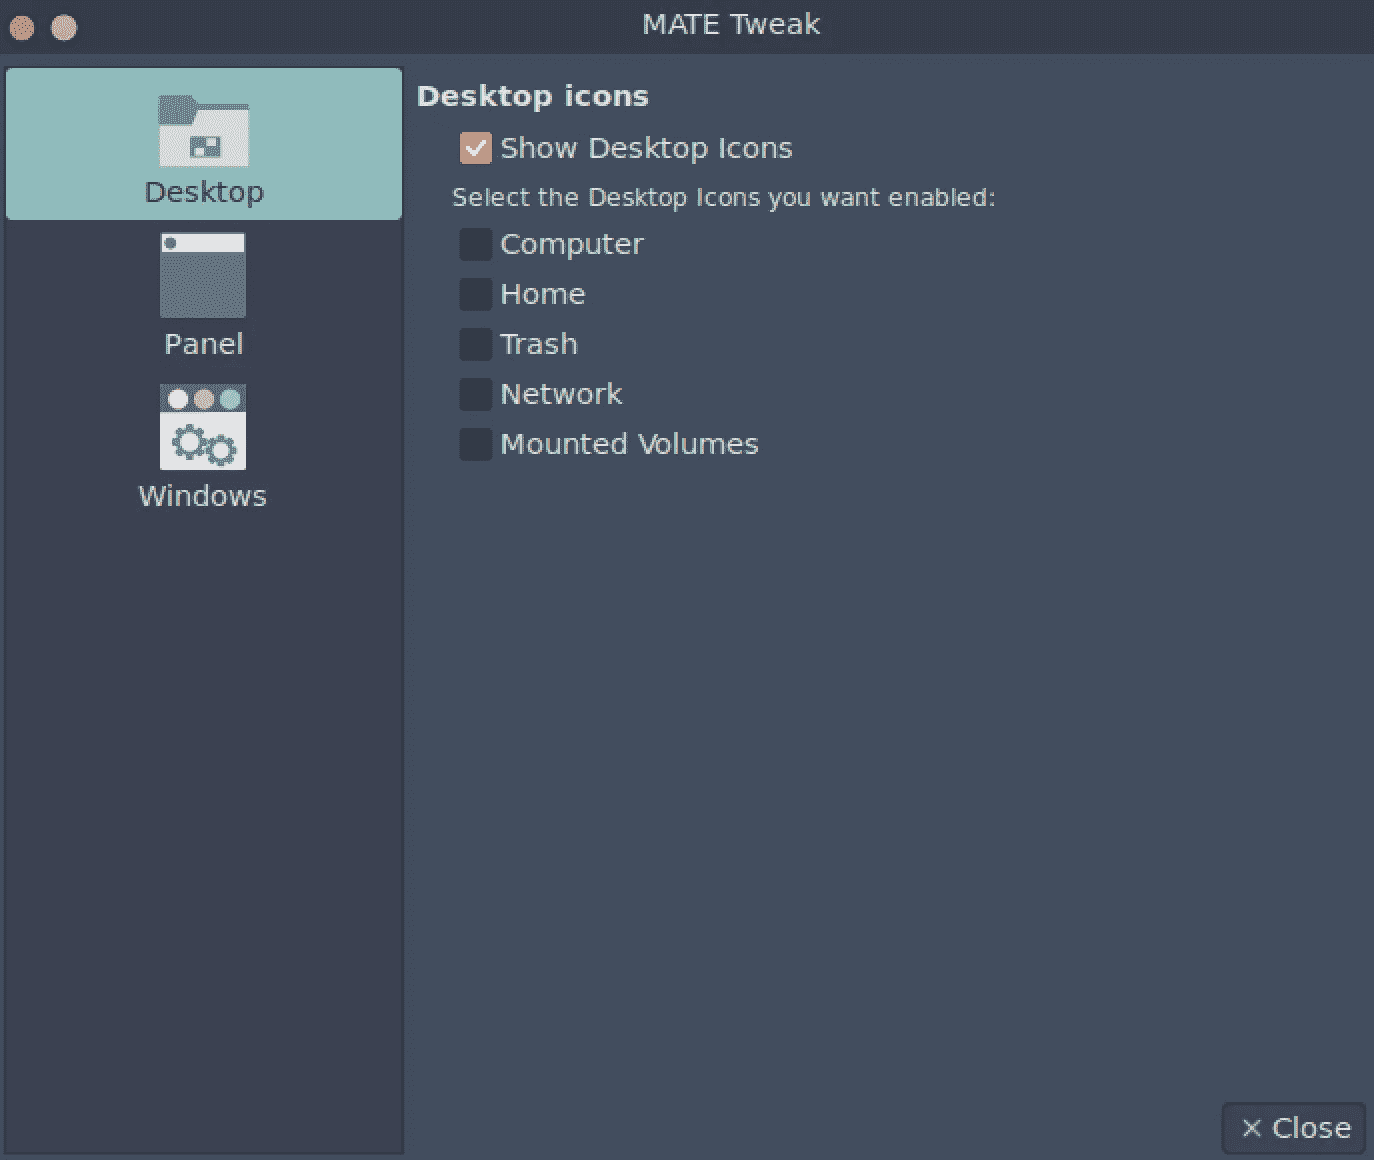 MATE Tweak
Desktop
Panel
Windows
Desktop icons
Show Desktop Icons
Select the Desktop Icons you want enabled:
Computer
Home
Trash
Network
Mounted Volumes
Close